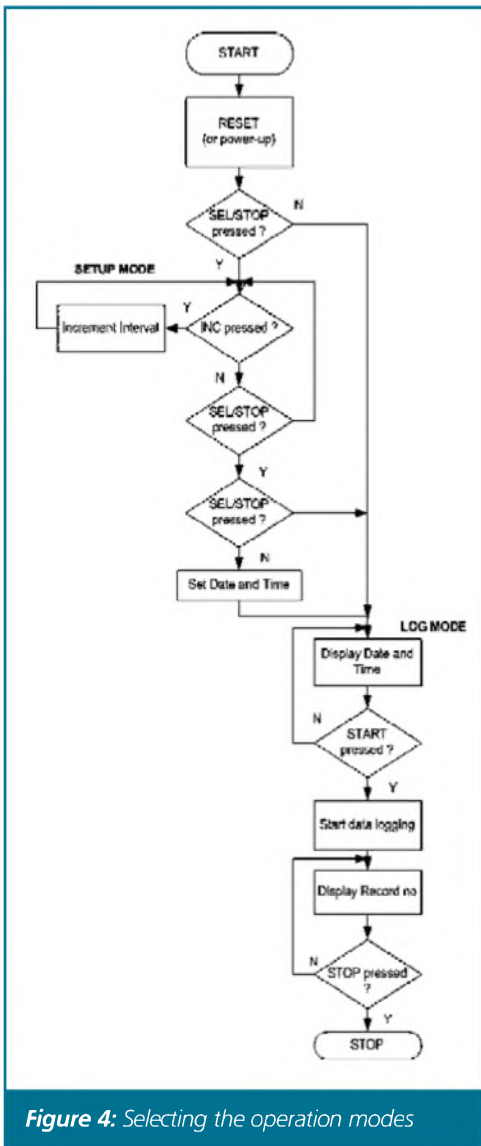 START
RESET
(or power-up)
SEL/STOP
pressed ?
N
Y
SETUP MODE
INC pressed ?
Y
Increment Interval
N
SEL/STOP
pressed ?
Y
SEL/STOP
pressed ?
N
Set Date and Time
LOG MODE
Display Date and
Time
START
pressed ?
N
Y
Start data logging
Display Record no
STOP pressed
?
N
Y
STOP
Figure 4: Selecting the operation modes